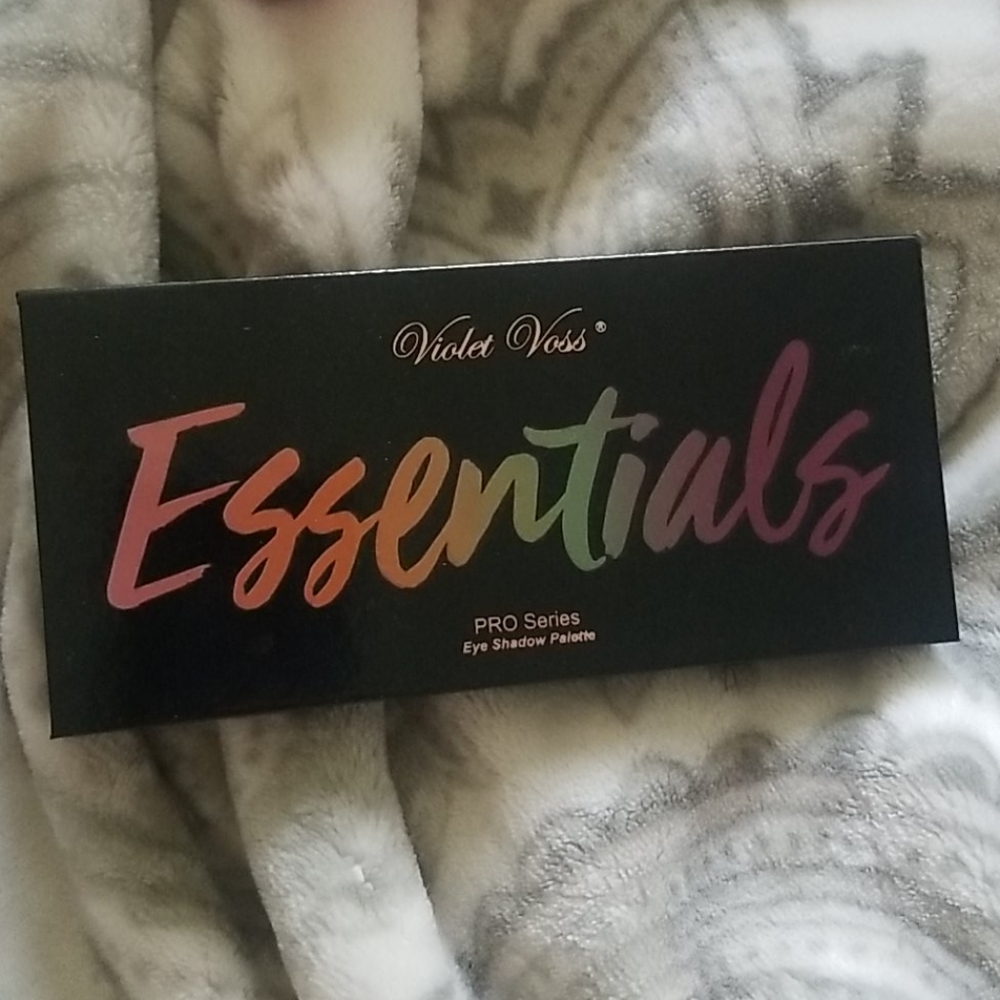 Violet Voss®
Essentials
PRO Series
Eye Shadow Palette